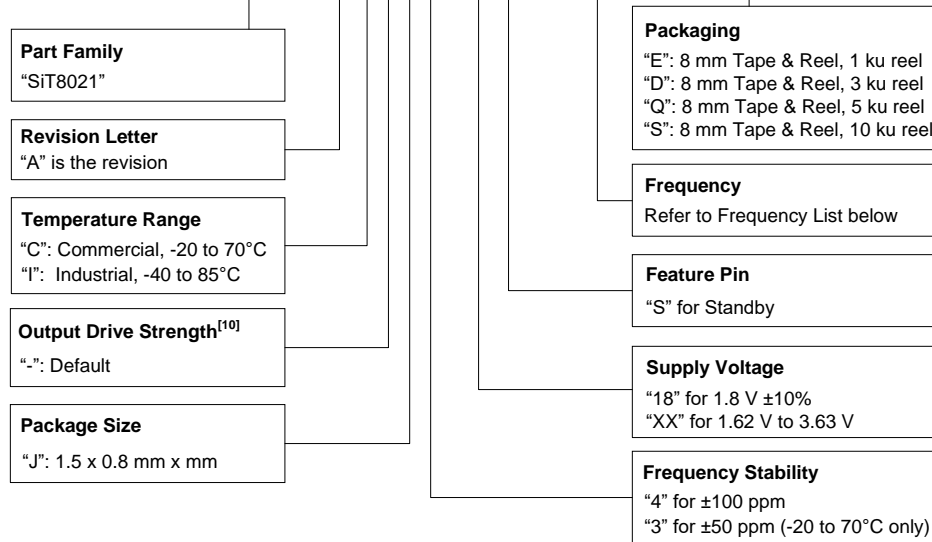 Part Family
“SiT8021”
Revision Letter
“A” is the revision
Temperature Range
“C”: Commercial, -20 to 70°C
“I”: Industrial, -40 to 85°C
Output Drive Strength[10]
“-”: Default
Package Size
“J”: 1.5 x 0.8 mm x mm
Packaging
“E”: 8 mm Tape & Reel, 1 ku reel
“D”: 8 mm Tape & Reel, 3 ku reel
“Q”: 8 mm Tape & Reel, 5 ku reel
“S”: 8 mm Tape & Reel, 10 ku reel
Frequency
Refer to Frequency List below
Feature Pin
“S” for Standby
Supply Voltage
“18” for 1.8 V ±10%
“XX” for 1.62 V to 3.63 V
Frequency Stability
“4” for ±100 ppm
“3” for ±50 ppm (-20 to 70°C only)